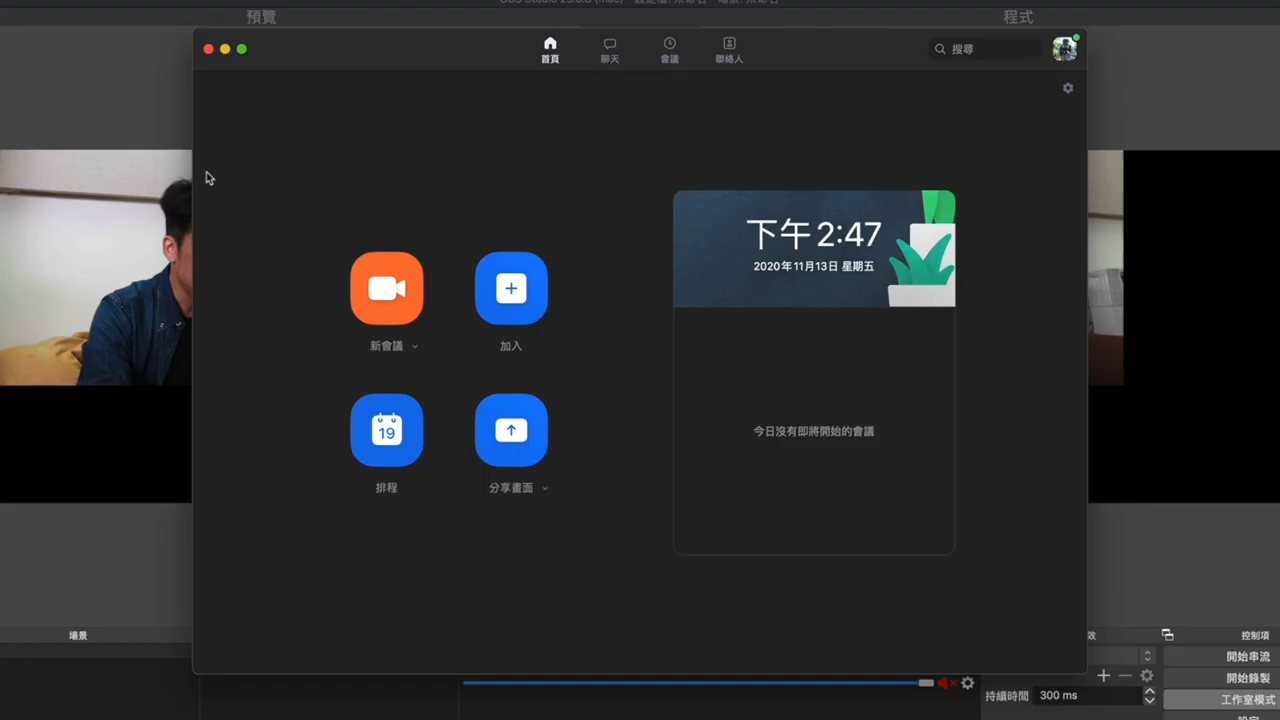 預覽
程式
首頁
聊天
會議
聯絡人
搜尋
下午2:47
2020年11月13日 星期五
新會議
加入
19
排程
分享畫面
今日沒有即將開始的會議
場景
效
控制項
開始串流
開始錄製
持續時間
300 ms
工作室模式